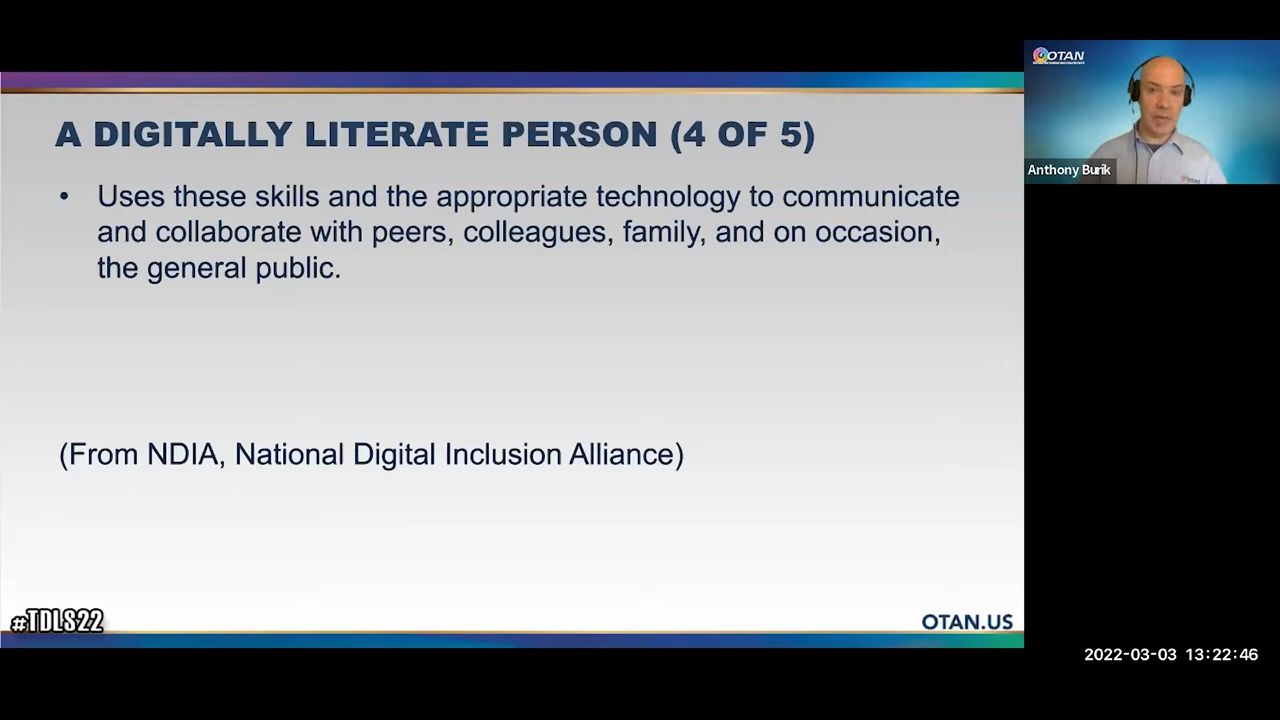 A DIGITALLY LITERATE PERSON (4 OF 5)
• Uses these skills and the appropriate technology to communicate
and collaborate with peers, colleagues, family, and on occasion,
the general public.
(From NDIA, National Digital Inclusion Alliance)
#TDLS22
OTAN.US
OTAN
Anthony Burik
2022-03-03 13:22:46